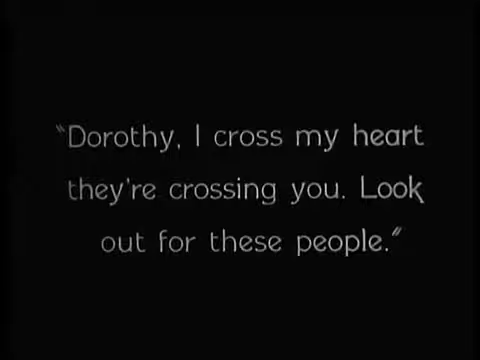 "Dorothy, I cross my heart
they're crossing you. Look
out for these people."